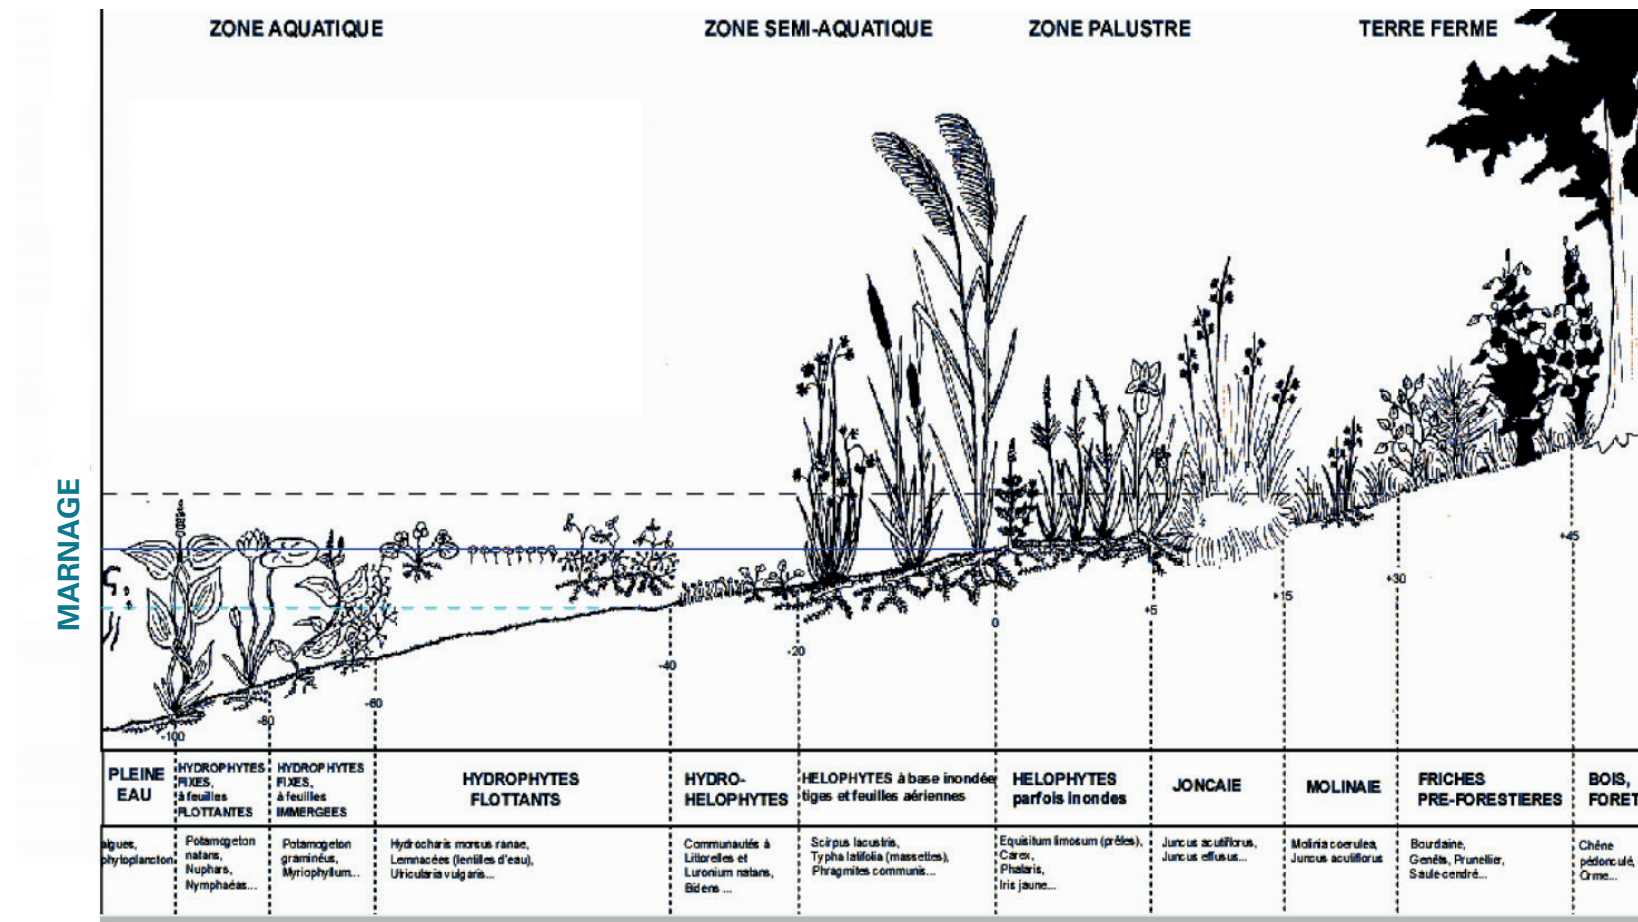 ZONE AQUATIQUE
ZONE SEMI-AQUATIQUE
ZONE PALUSTRE
TERRE FERME
MARNAGE
-100
-80
-60
-40
-20
0
+5
+15
+30
+45
PLEINE
EAU
HYDROPHYTES
FIXES,
à feuilles
FLOTTANTES
HYDROPHYTES
FIXES,
à feuilles
IMMERGEES
HYDROPHYTES
FLOTTANTS
HYDRO-
HELOPHYTES
HELOPHYTES à base inondée
tiges et feuilles aériennes
HELOPHYTES
parfois inondes
JONCAIE
MOLINAIE
FRICHES
PRE-FORESTIERES
BOIS,
FORET
algues,
phytoplancton
Potamogeton
natans,
Nuphars,
Nymphaéas...
Potamogeton
graminéus,
Myriophyllum...
Hydrocharis morsus ranae,
Lemnacées (lentilles d'eau),
Utricularia vulgaris...
Communautés à
Littorelles et
Luronium natans,
Bidens ...
Scirpus lacustris,
Typha latifolia (massettes),
Phragmites communis...
Equisitum limosum (prêles),
Carex,
Phalaris,
Iris jaune...
Juncus acutiflorus,
Juncus effusus...
Molinia coerulea,
Juncus acutiflorus
Bourdaine,
Genêts, Prunellier,
Saule cendré...
Chêne
pédonculé,
Orme...